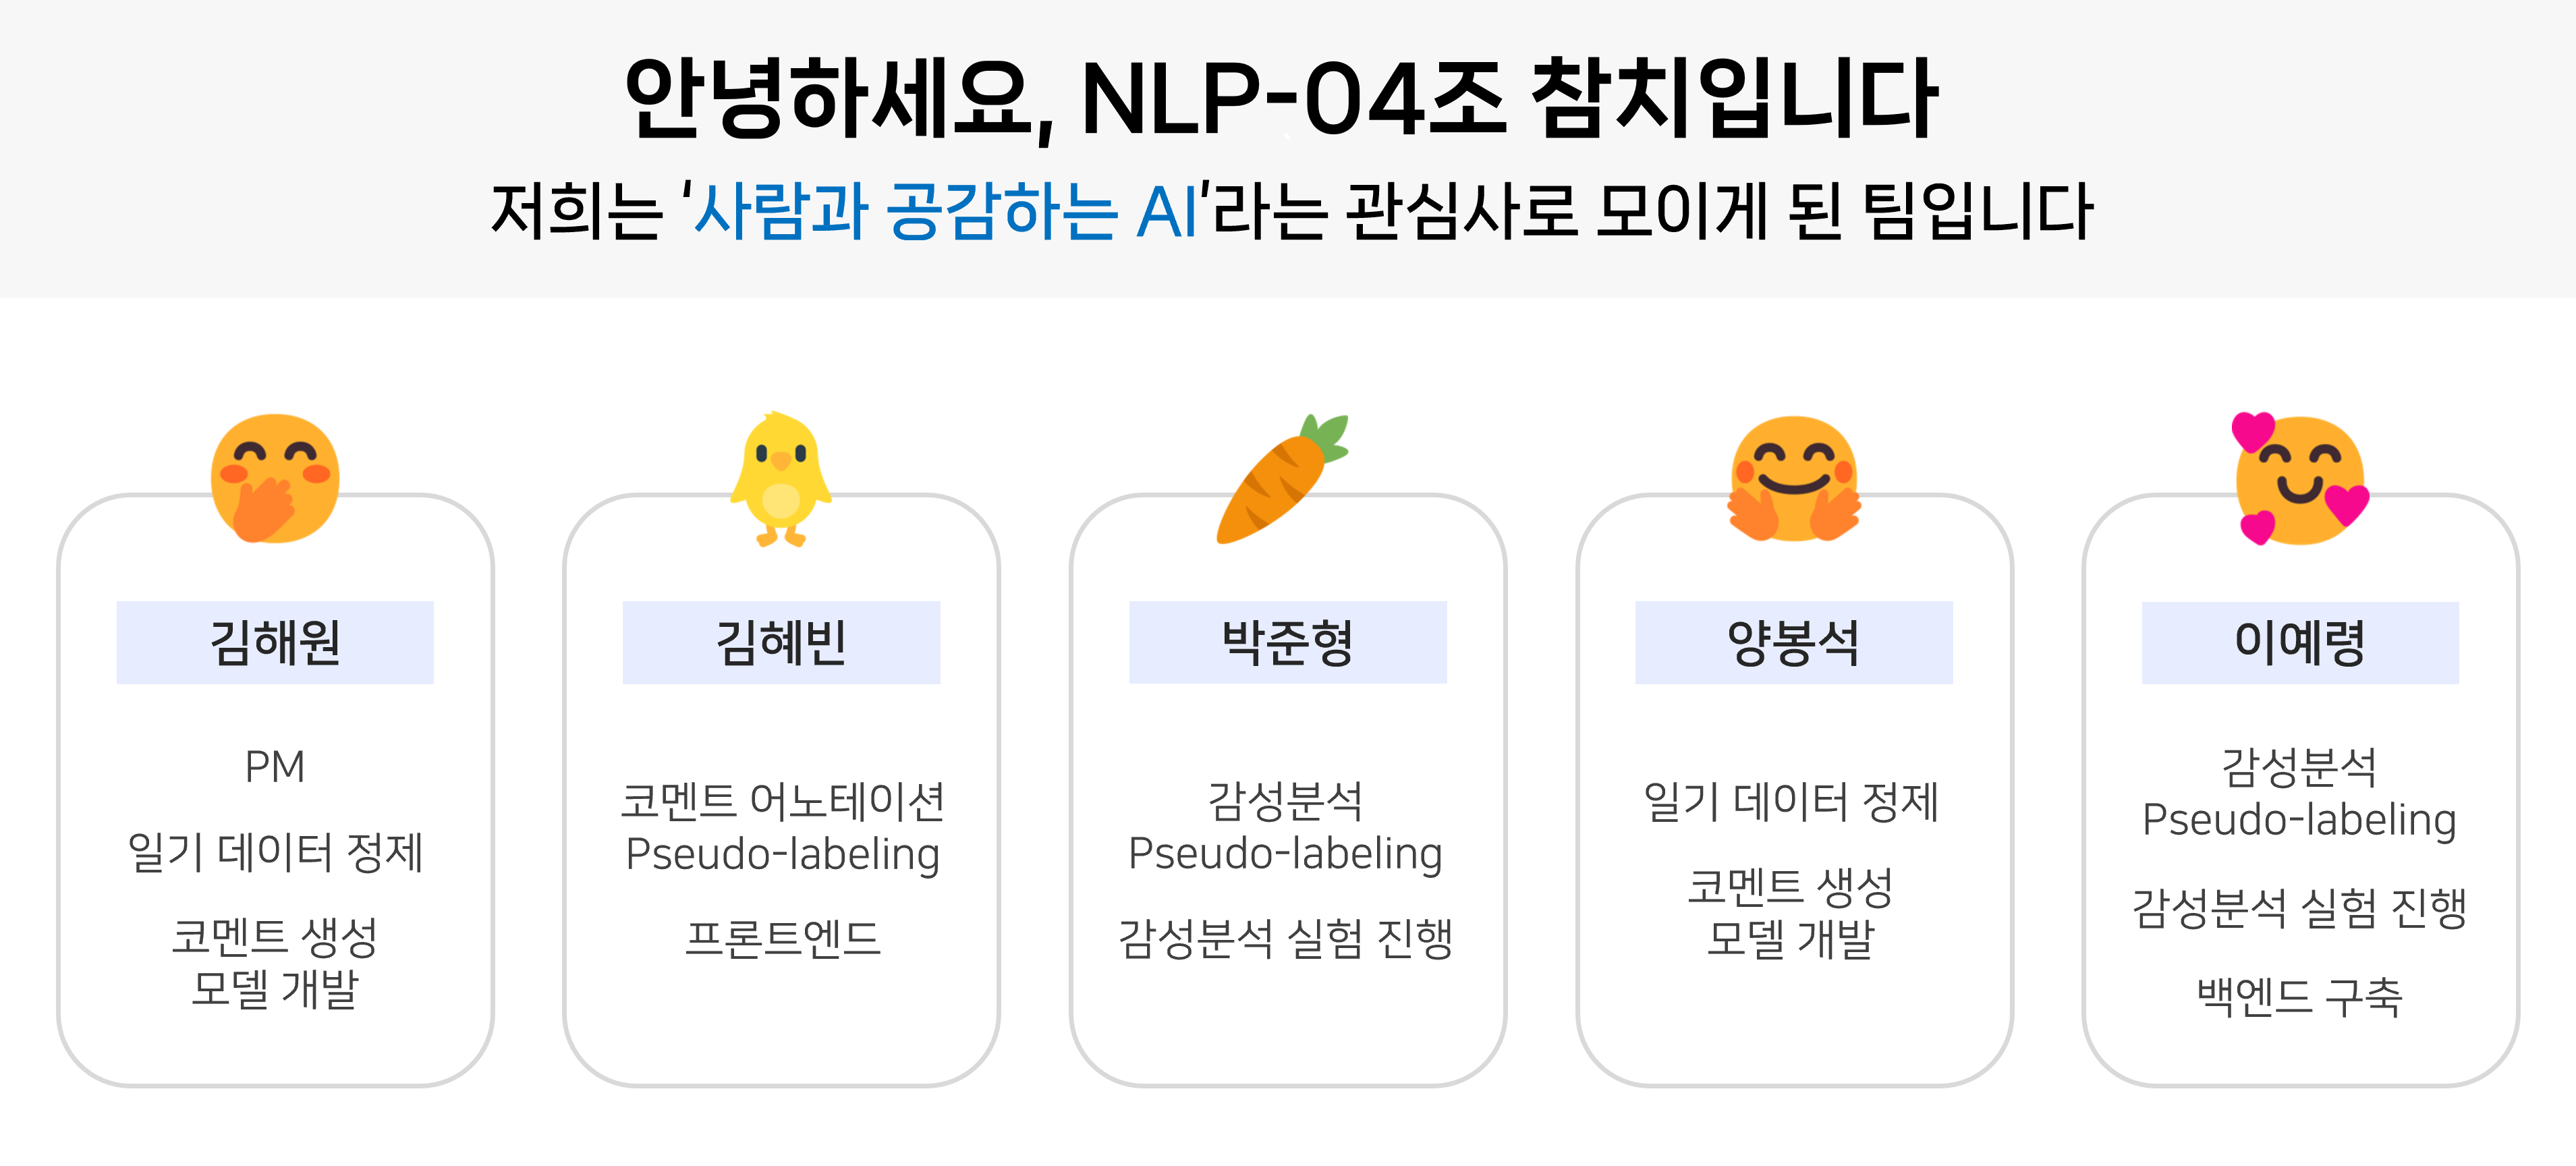 안녕하세요, NLP-04조 참치입니다
저희는 '사람과 공감하는 AI'라는 관심사로 모이게 된 팀입니다
김해원
PM
일기 데이터 정제
코멘트 생성
모델 개발
김혜빈
코멘트 어노테이션
Pseudo-labeling
프론트엔드
박준형
감성분석
Pseudo-labeling
감성분석 실험 진행
양봉석
일기 데이터 정제
코멘트 생성
모델 개발
이예령
감성분석
Pseudo-labeling
감성분석 실험 진행
백엔드 구축